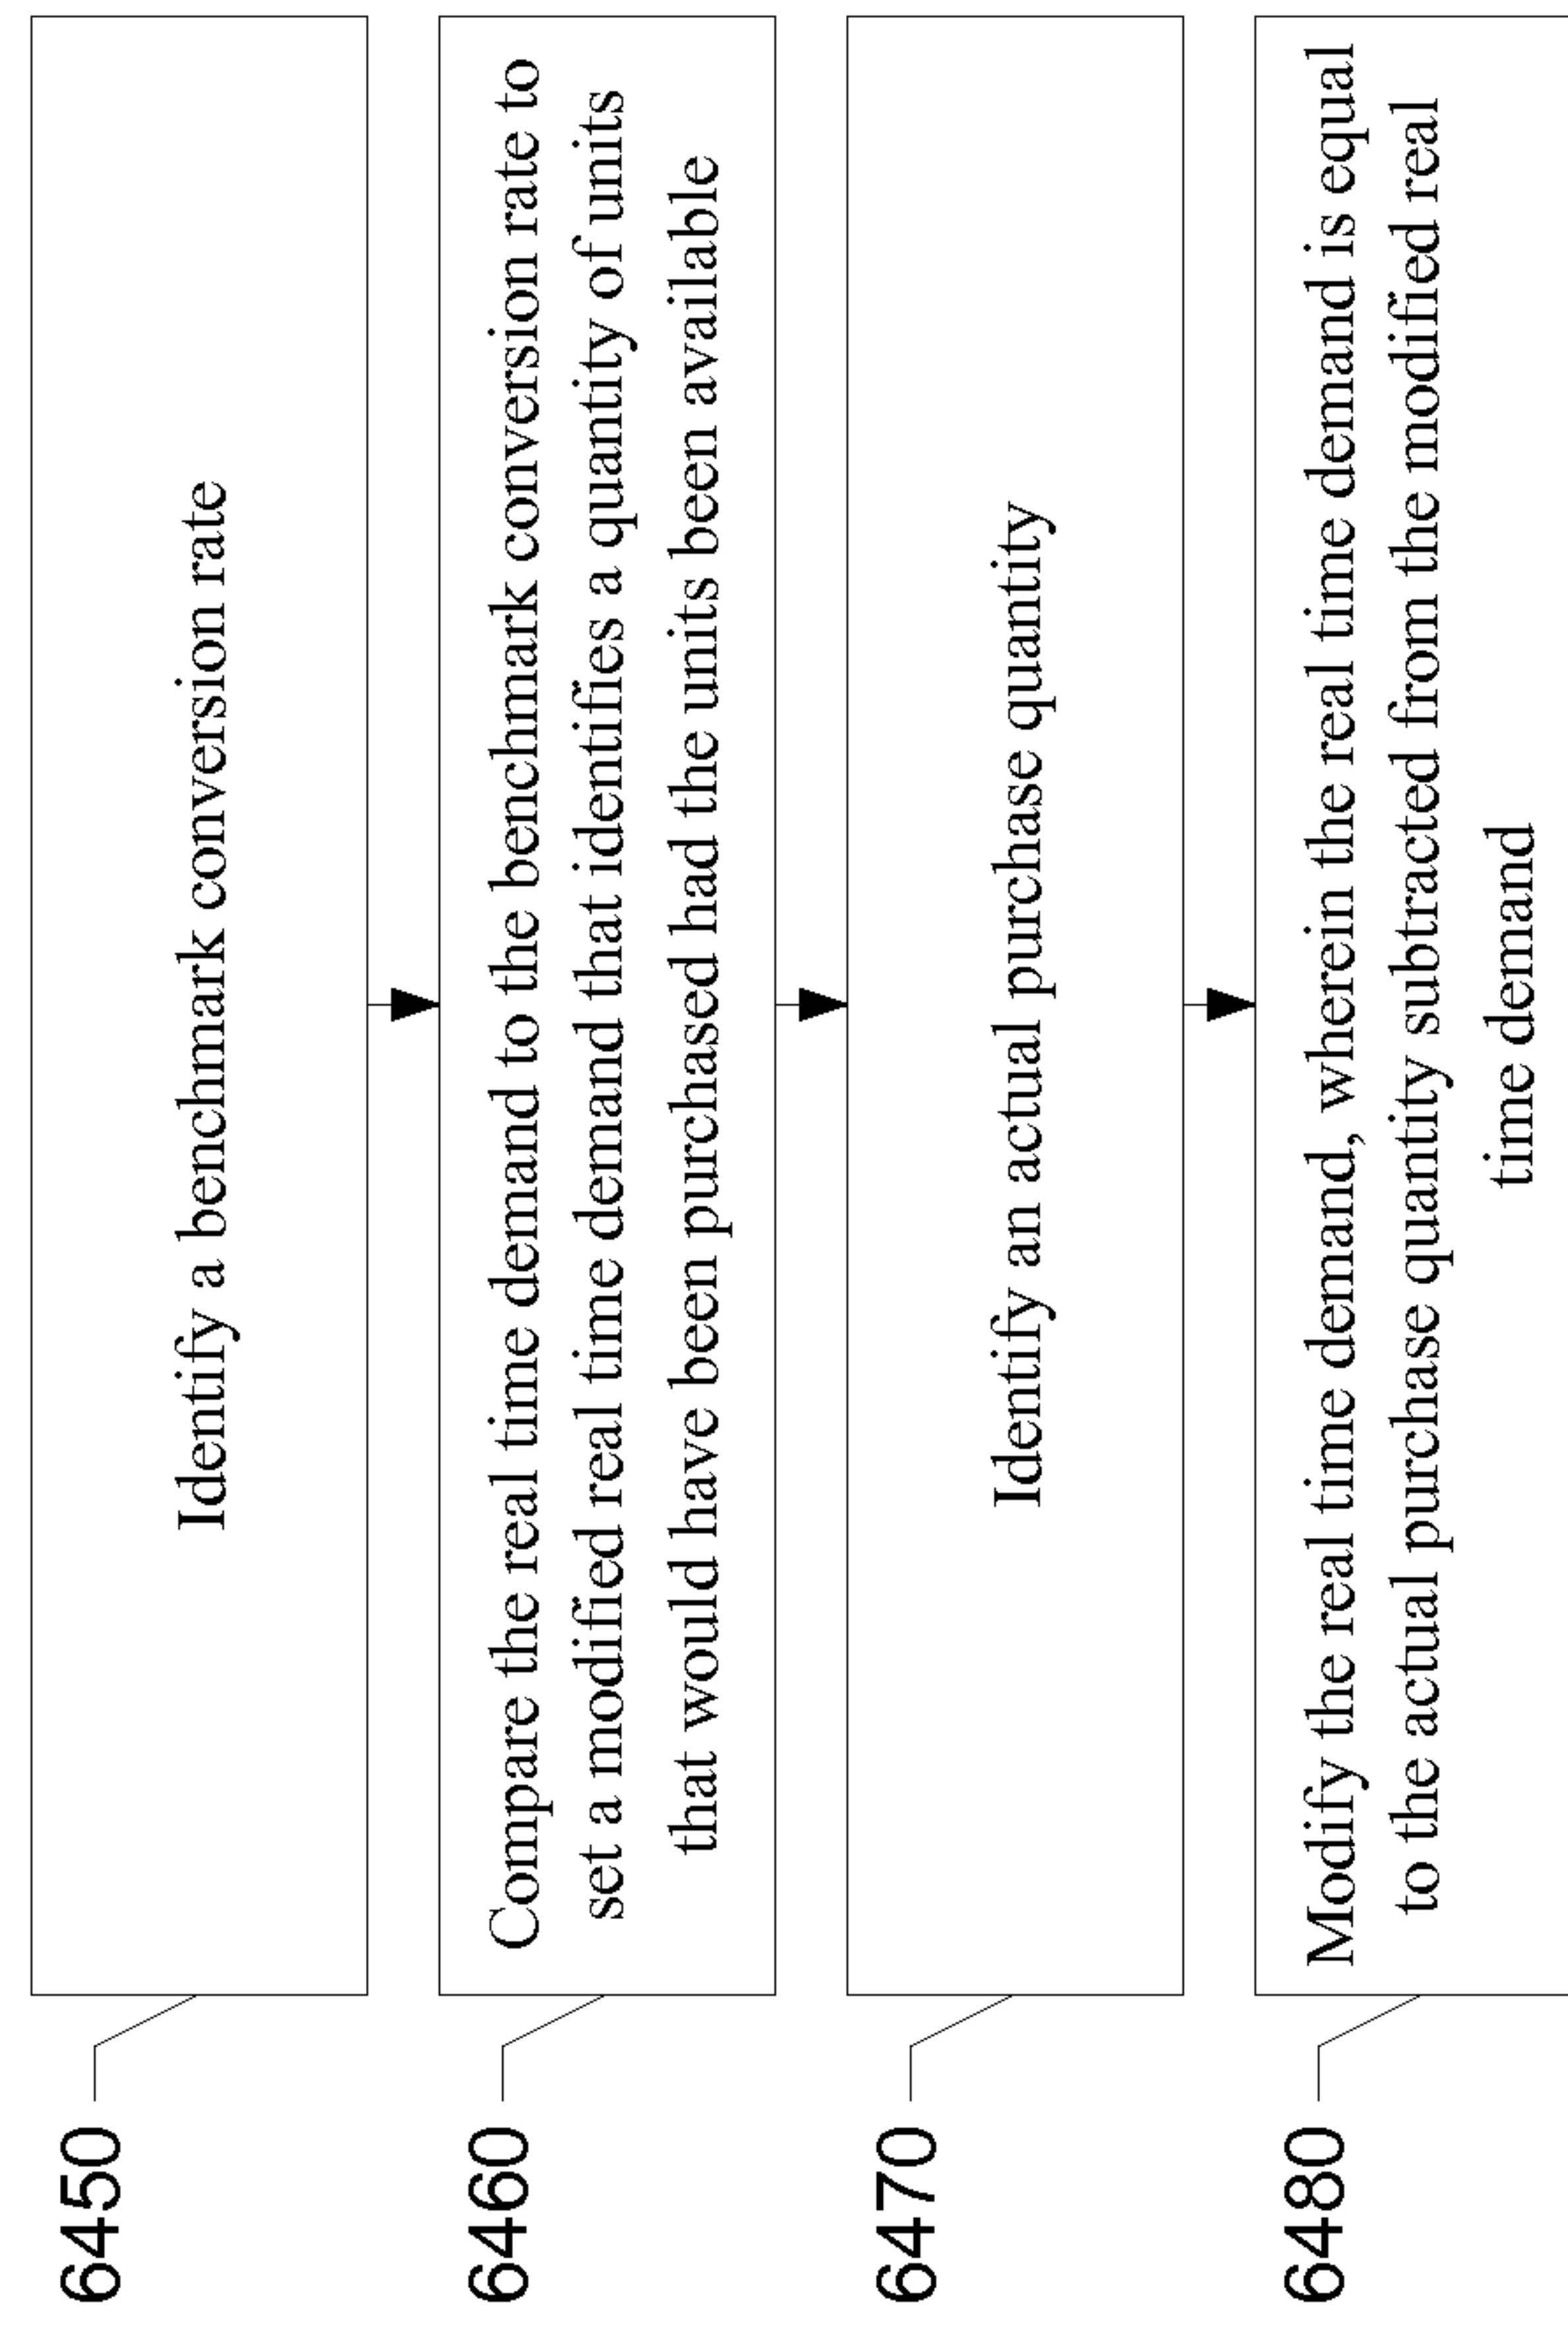 6450
Identify a benchmark conversion rate
6460
Compare the real time demand to the benchmark conversion rate to
set a modified real time demand that identifies a quantity of units
that would have been purchased had the units been available
6470
Identify an actual purchase quantity
6480
Modify the real time demand, wherein the real time demand is equal
to the actual purchase quantity subtracted from the modified real
time demand